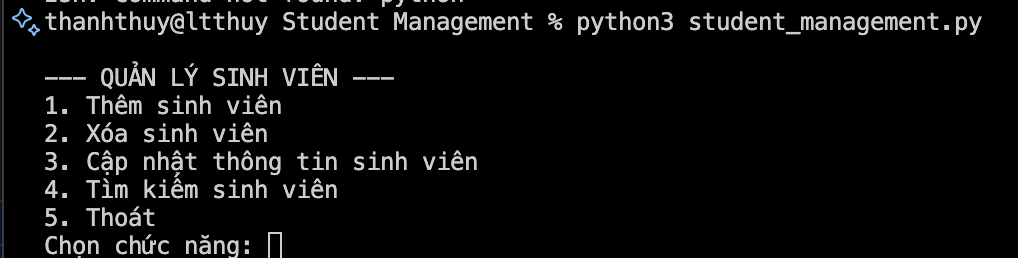 thanhthuy@ltthuy Student Management % python3 student_management.py
--- QUẢN LÝ SINH VIÊN ---
1. Thêm sinh viên
2. Xóa sinh viên
3. Cập nhật thông tin sinh viên
4. Tìm kiếm sinh viên
5. Thoát
Chọn chức năng: